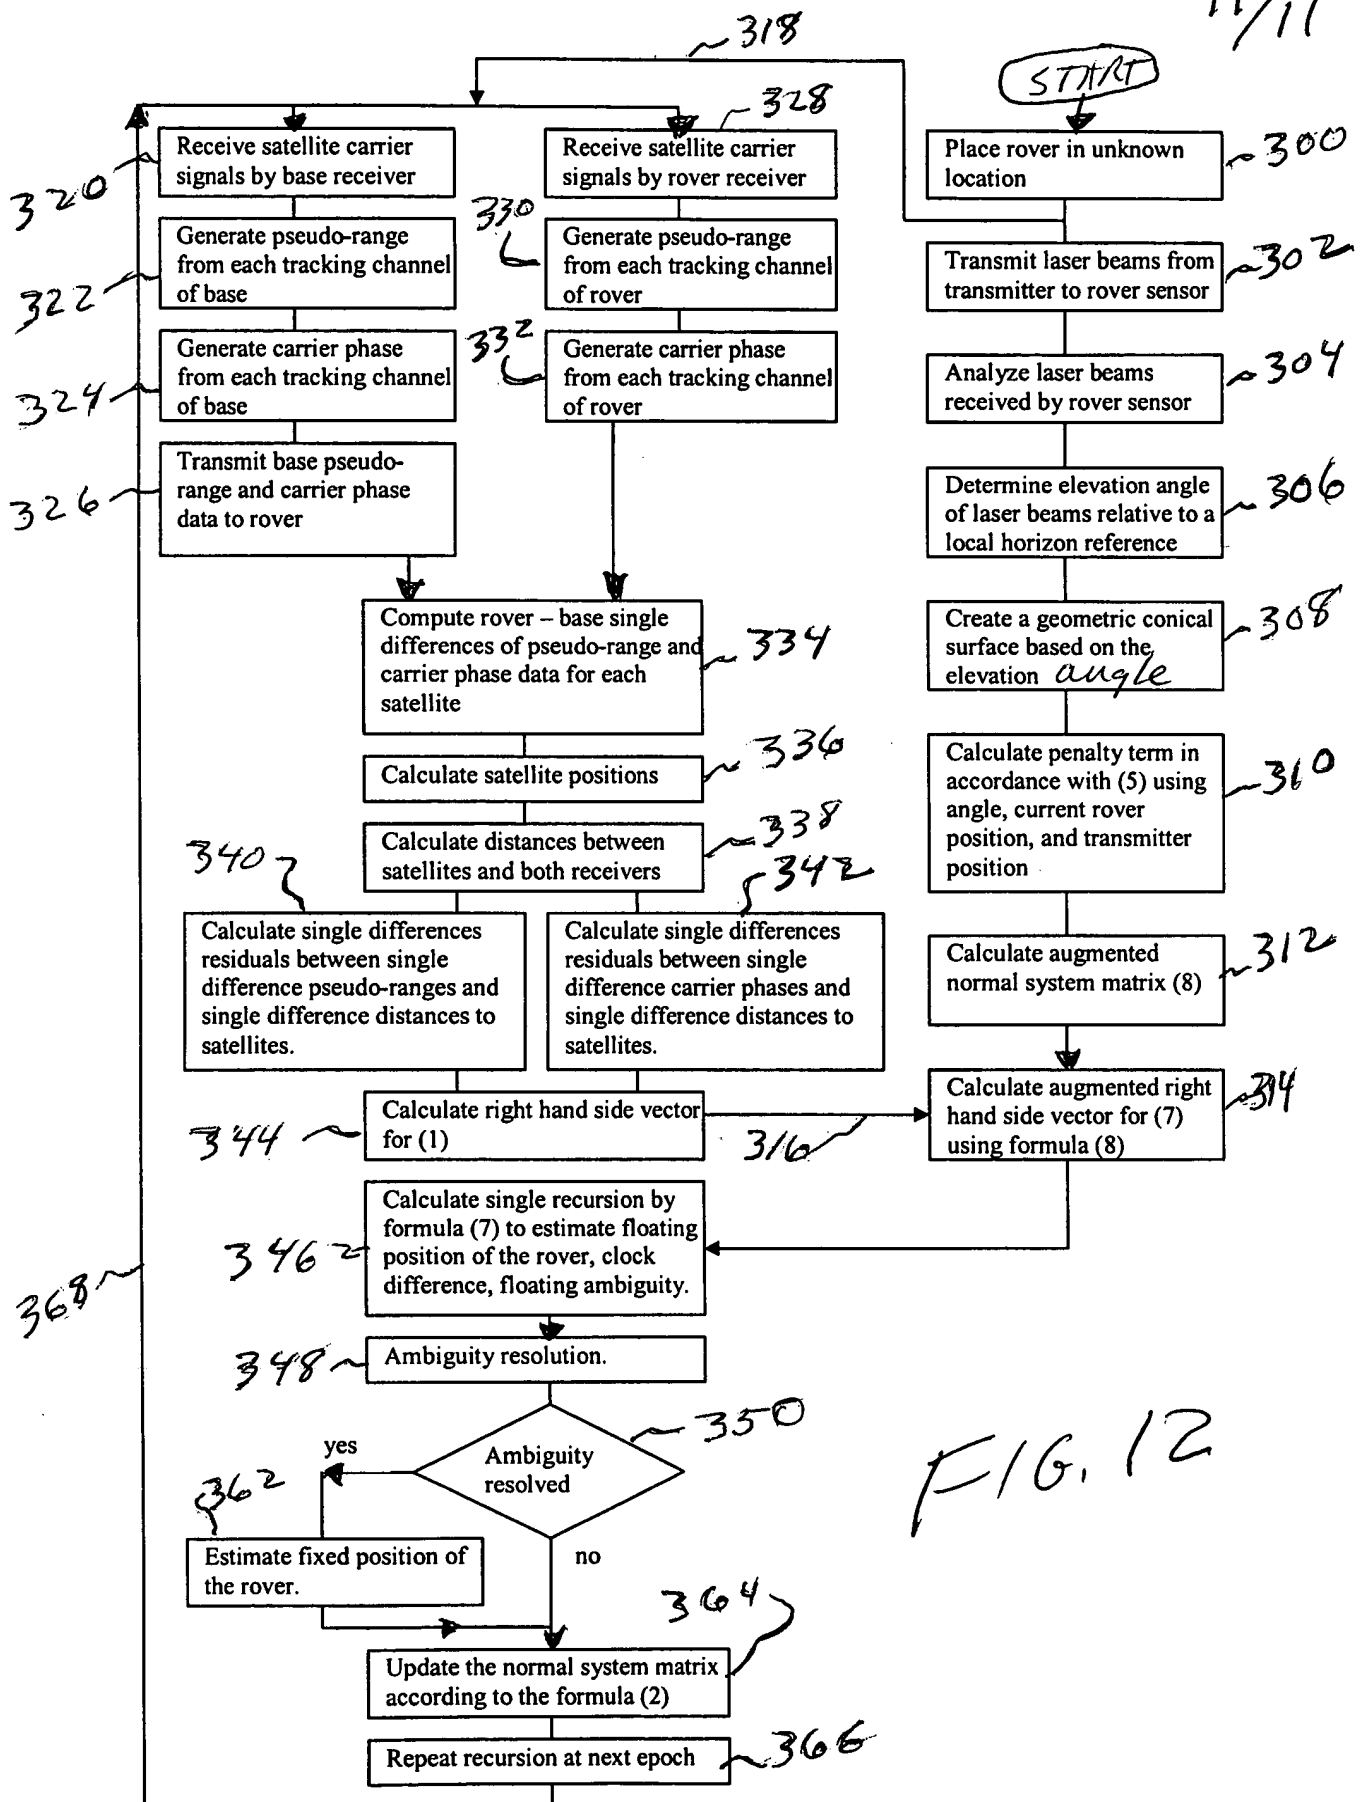 11/11
318
START
328
Receive satellite carrier
signals by base receiver
320
Receive satellite carrier
signals by rover receiver
Place rover in unknown
location
300
Generate pseudo-range
from each tracking channel
of base
322
330
Generate pseudo-range
from each tracking channel
of rover
Transmit laser beams from
transmitter to rover sensor
302
Generate carrier phase
from each tracking channel
of base
324
332
Generate carrier phase
from each tracking channel
of rover
Analyze laser beams
received by rover sensor
304
Transmit base pseudo-
range and carrier phase
data to rover
326
Determine elevation angle
of laser beams relative to a
local horizon reference
306
Compute rover – base single
differences of pseudo-range and
carrier phase data for each
satellite
334
Create a geometric conical
surface based on the
elevation angle
308
Calculate satellite positions
336
Calculate penalty term in
accordance with (5) using
angle, current rover
position, and transmitter
position
310
Calculate distances between
satellites and both receivers
338
340
342
Calculate single differences
residuals between single
difference pseudo-ranges and
single difference distances to
satellites.
Calculate single differences
residuals between single
difference carrier phases and
single difference distances to
satellites.
Calculate augmented
normal system matrix (8)
312
Calculate right hand side vector
for (1)
344
316
Calculate augmented right
hand side vector for (7)
using formula (8)
314
Calculate single recursion by
formula (7) to estimate floating
position of the rover, clock
difference, floating ambiguity.
346
368
Ambiguity resolution.
348
350
yes
Ambiguity
resolved
FIG. 12
362
Estimate fixed position of
the rover.
no
364
Update the normal system matrix
according to the formula (2)
Repeat recursion at next epoch
366